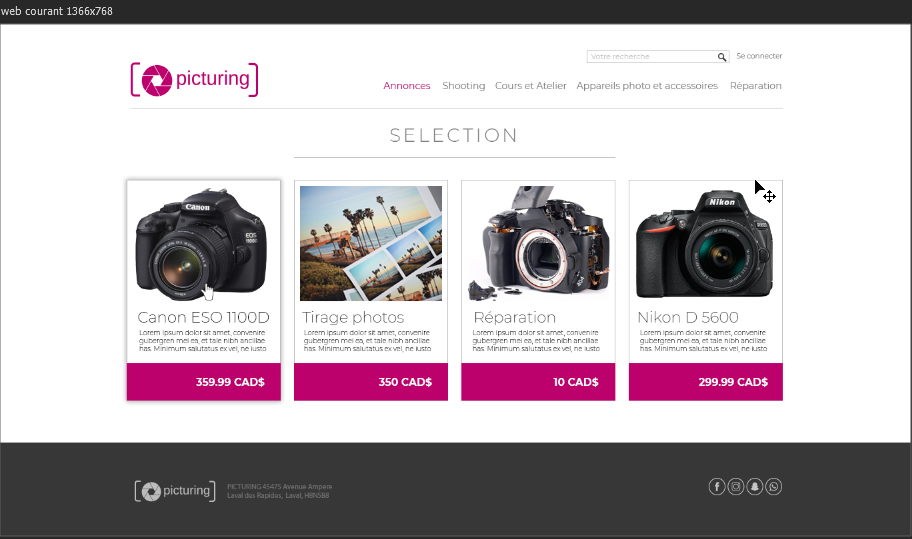 web courant 1366x768
Votre recherche
Se connecter
picturing
Annonces Shooting Cours et Atelier Appareils photo et accessoires Réparation
SELECTION
Canon
EOS
1100D
Canon ESO 1100D
Lorem ipsum dolor sit amet, convenire
gubergren mei ea, et tale nibh ancillae
has. Minimum salutatus ex vel, ne iusto
359.99 CAD$
Tirage photos
Lorem ipsum dolor sit amet, convenire
gubergren mei ea, et tale nibh ancillae
has. Minimum salutatus ex vel, ne iusto
350 CAD$
Réparation
Lorem ipsum dolor sit amet, convenire
gubergren mei ea, et tale nibh ancillae
has. Minimum salutatus ex vel, ne iusto
10 CAD$
Nikon
Nikon D 5600
Lorem ipsum dolor sit amet, convenire
gubergren mei ea, et tale nibh ancillae
has. Minimum salutatus ex vel, ne iusto
299.99 CAD$
picturing
PICTURING 45475 Avenue Ampere
Laval des Rapides, Laval, H8N5B8